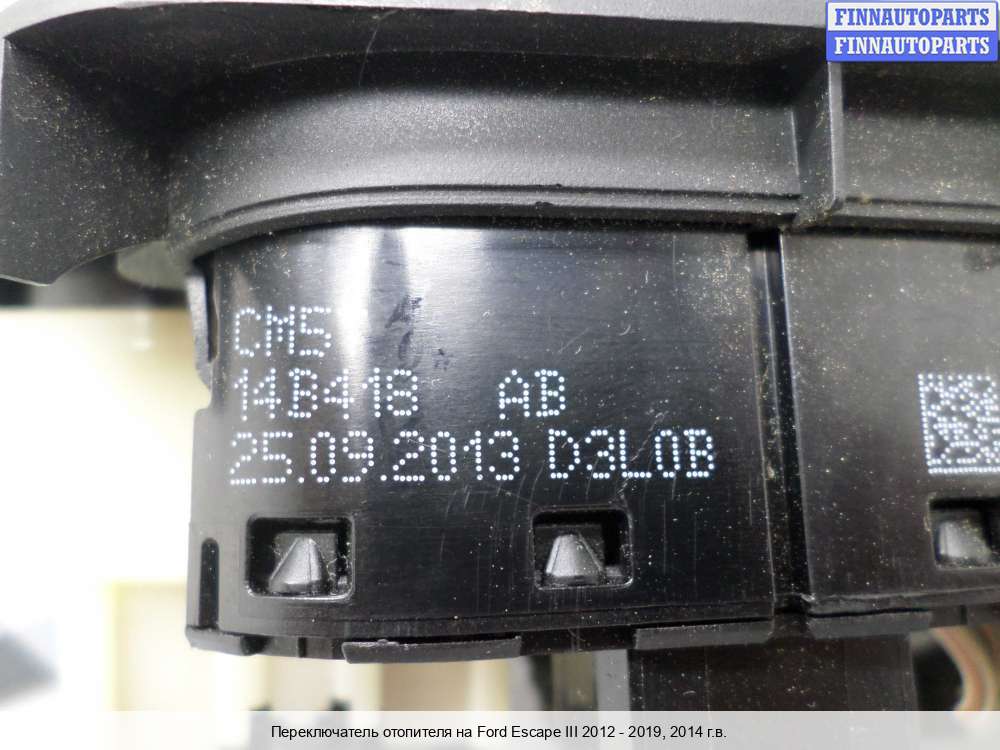 FINNAUTOPARTS
FINNAUTOPARTS
CM5
14B418 AB
25.09.2013 D3L0B
Переключатель отопителя на Ford Escape III 2012 - 2019, 2014 г.в.